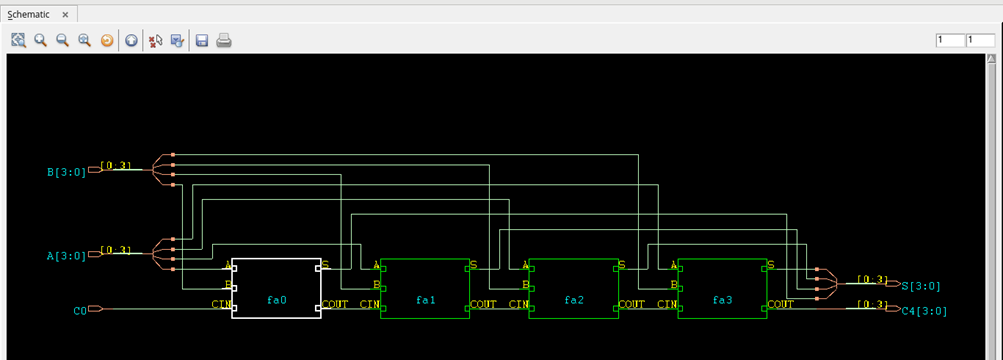 Schematic
1 1
B[3:0] [0:3]
A[3:0] [0:3]
A S A S A S A S
B B B B
fa0 fa1 fa2 fa3
[0:3] S[3:0]
C0 CIN COUT CIN COUT CIN COUT CIN COUT [0:3] C4[3:0]